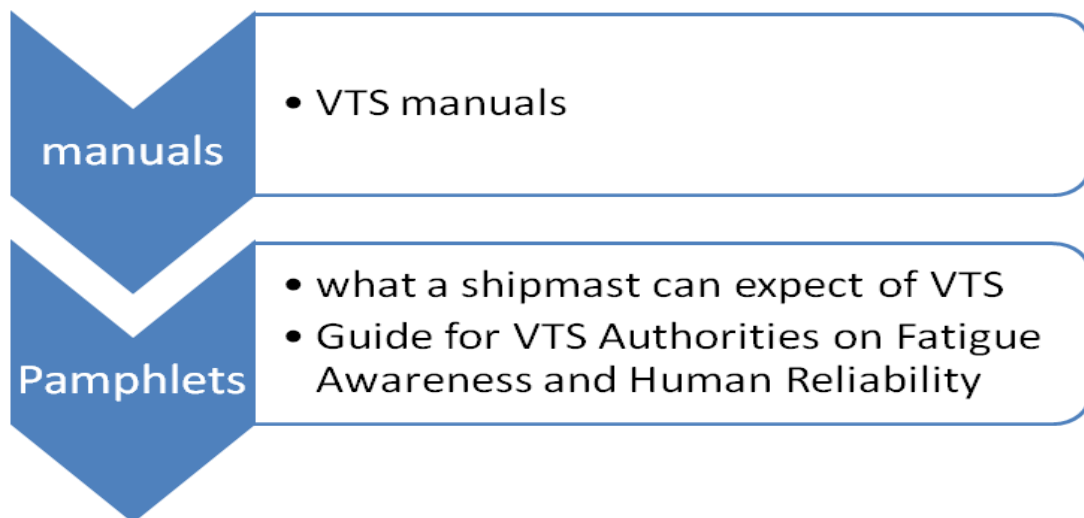 manuals
• VTS manuals
Pamphlets
• what a shipmast can expect of VTS
• Guide for VTS Authorities on Fatigue
Awareness and Human Reliability